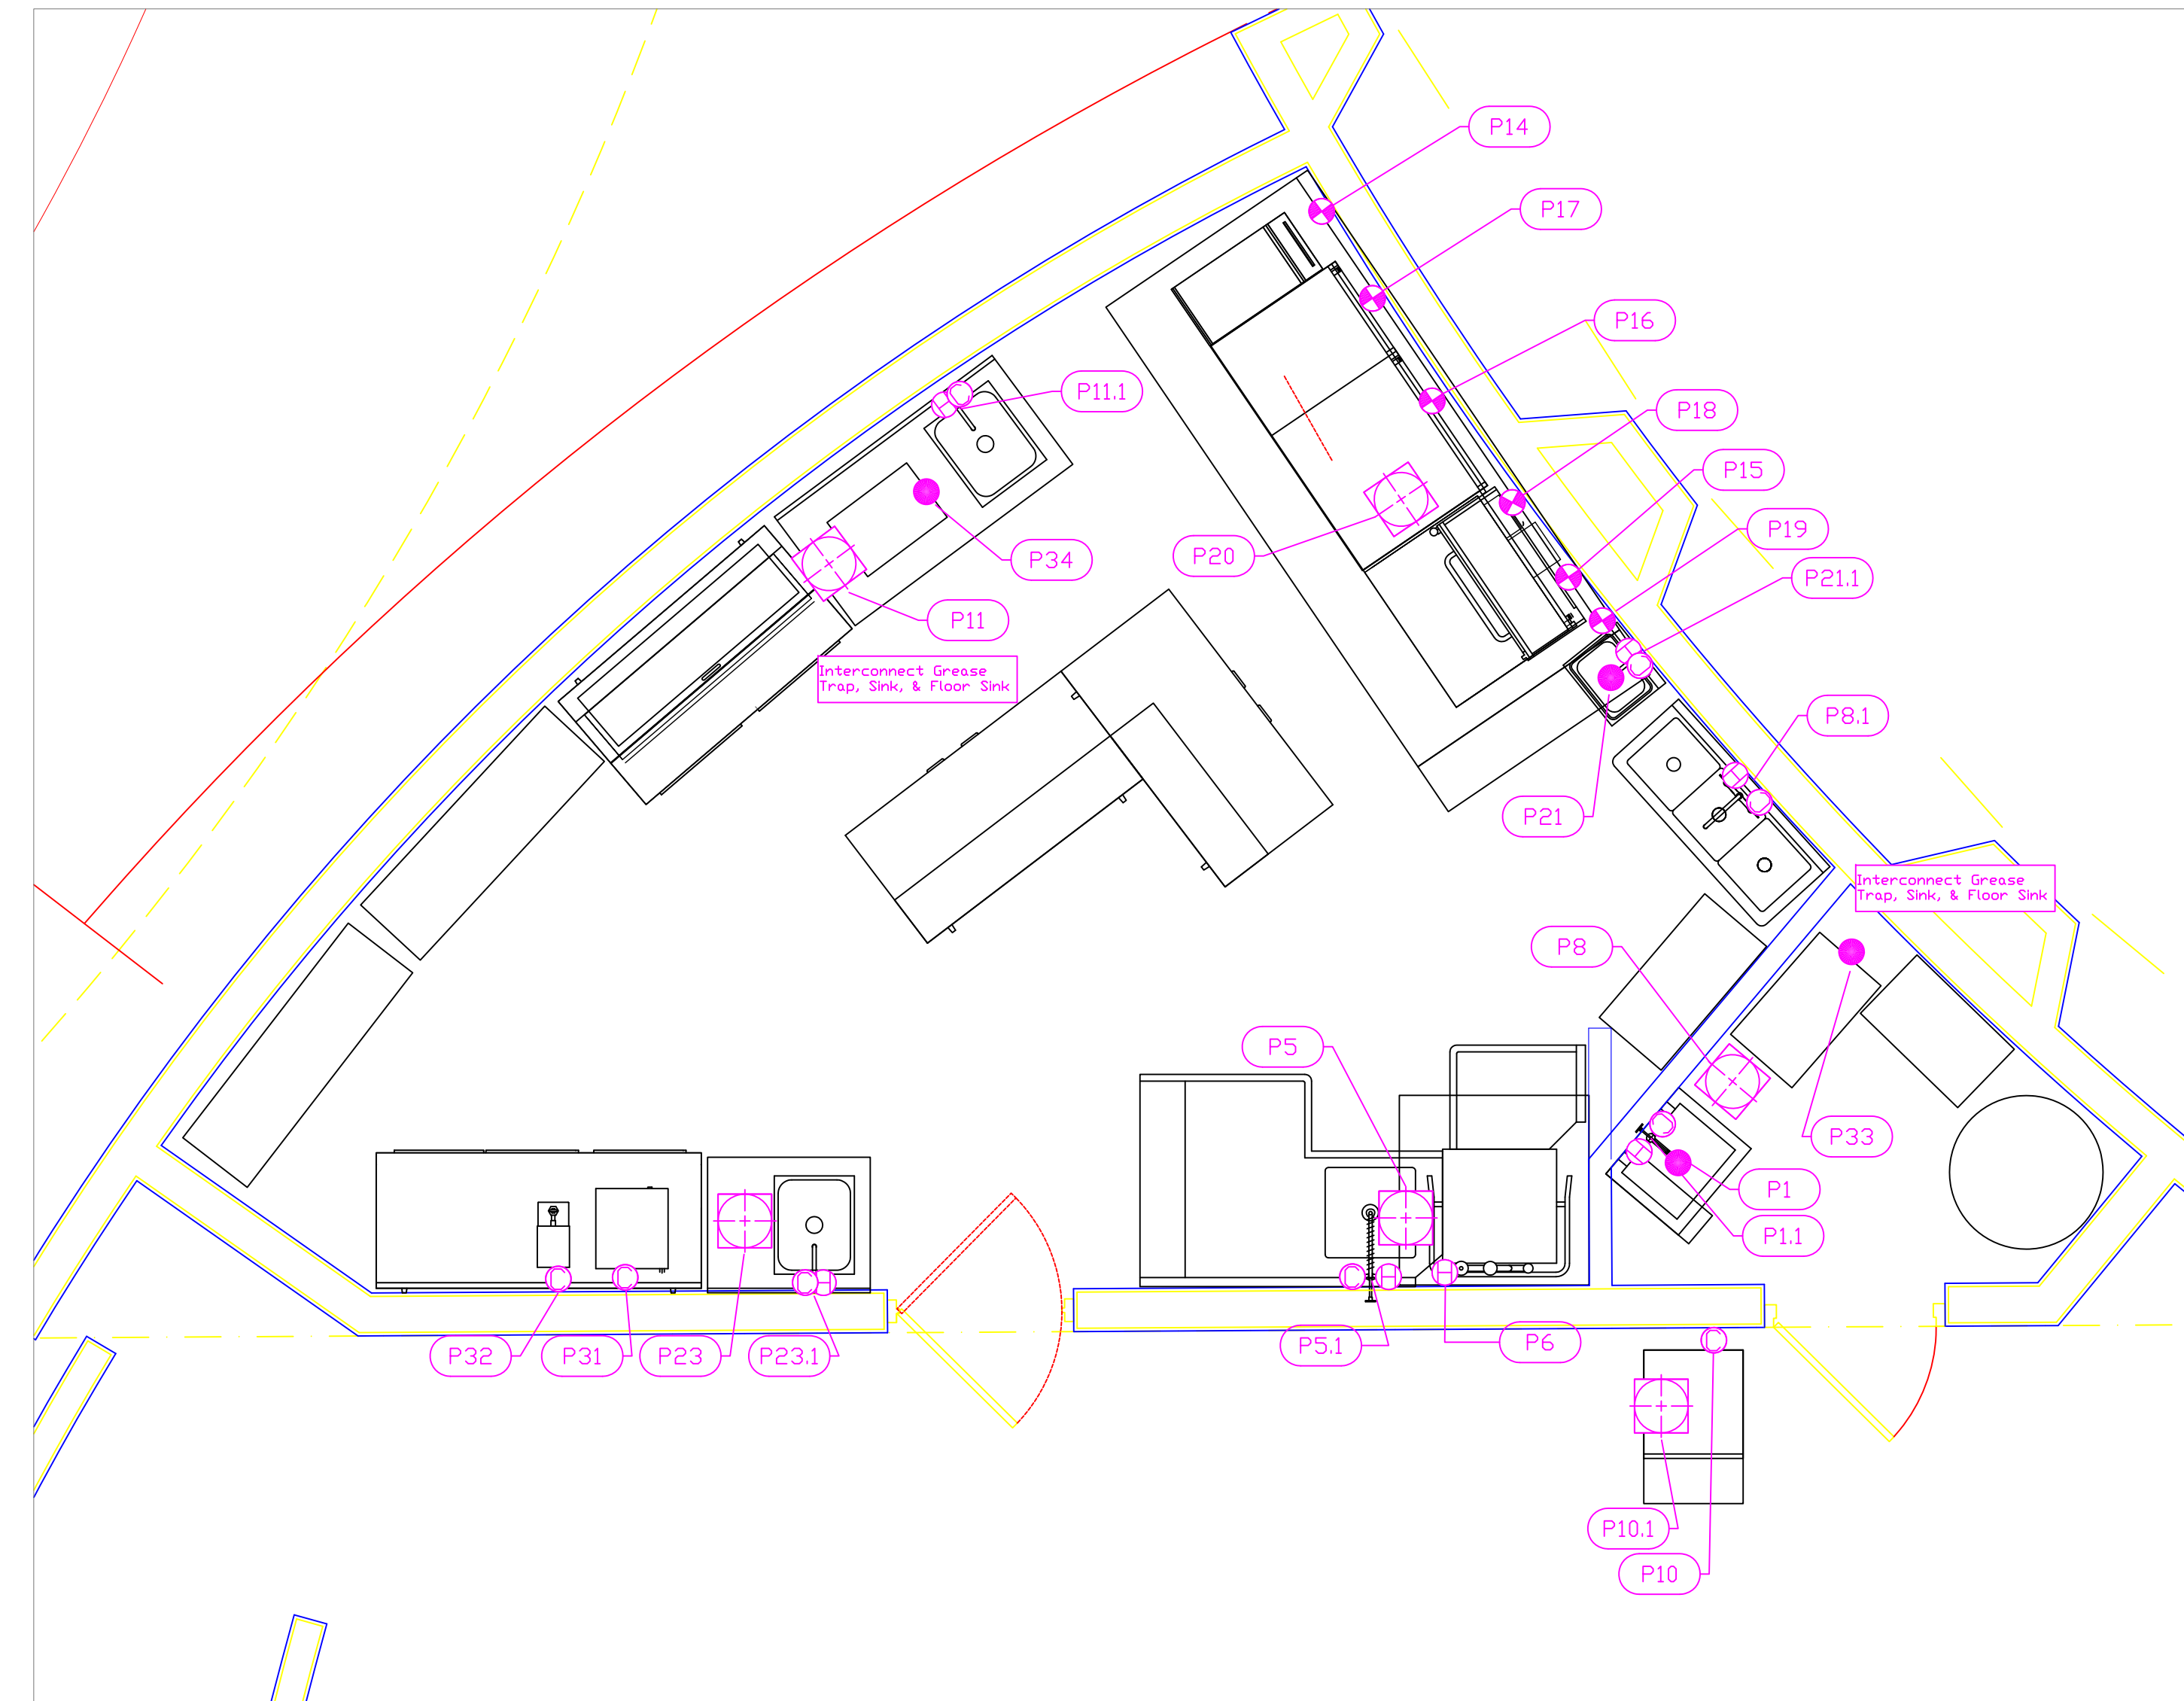 P14
P17
P16
P11.1
P18
P15
P19
P20
P34
P21.1
P11
Interconnect Grease
Trap, Sink, & Floor Sink
P8.1
P21
Interconnect Grease
Trap, Sink, & Floor Sink
P8
P5
P33
P1
P1.1
P32
P31
P23
P23.1
P5.1
P6
P10.1
P10